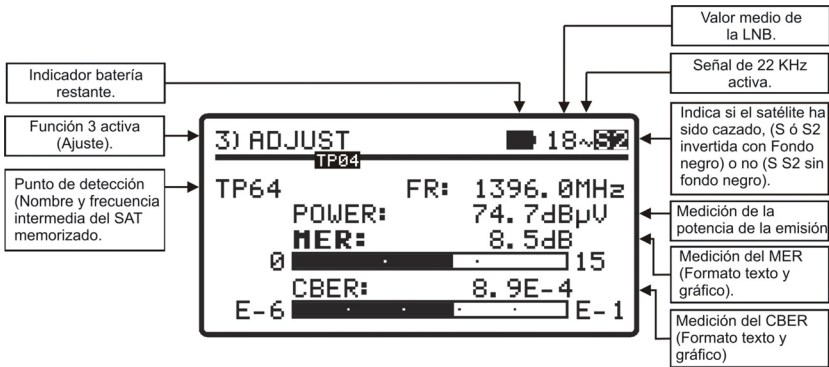 Valor medio de
la LNB.
Señal de 22 KHz
activa.
Indicador batería
restante.
Función 3 activa
(Ajuste).
Punto de detección
(Nombre y frecuencia
intermedia del SAT
memorizado.
3) ADJUST 18~S2
TP04
TP64 FR: 1396.0MHz
POWER: 74.7dBµV
MER: 8.5dB
0 15
CBER: 8.9E-4
E-6 E-1
Indica si el satélite ha
sido cazado, (S ó S2
invertida con Fondo
negro) o no (S S2 sin
fondo negro).
Medición de la
potencia de la emisión
Medición del MER
(Formato texto y
gráfico).
Medición del CBER
(Formato texto y
gráfico)